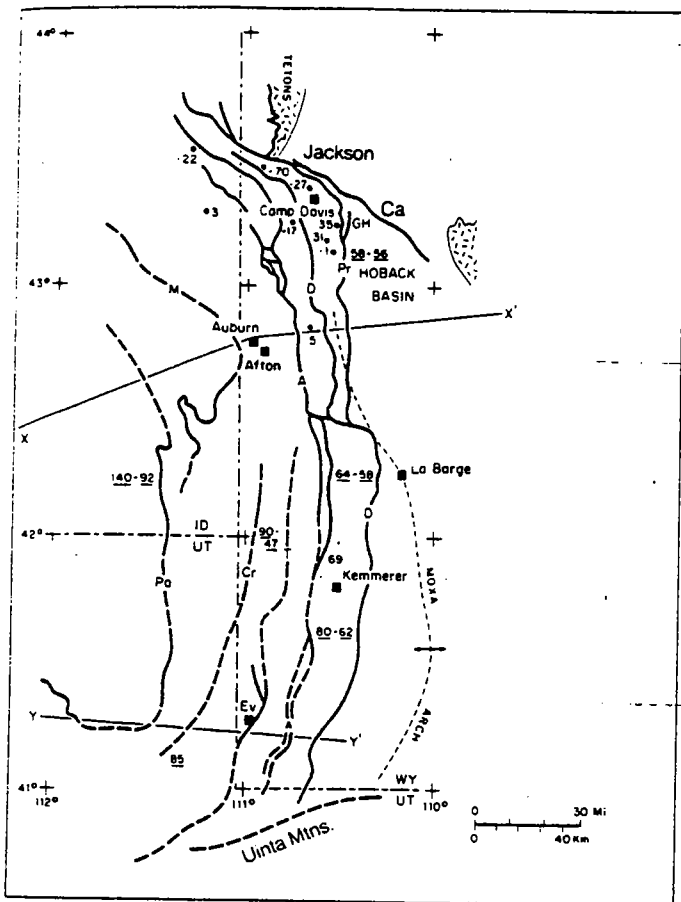 44°
TETONS
Jackson
.22
.70
.27
Camp Davis
Ca
3
.17
35
GH
31
.1
58-56
Pr
HOBACK
BASIN
43°
M
D
X'
Auburn
5
Afton
A
X
140-92
64-58
La Barge
D
ID
UT
42°
90-
47
69
Kemmerer
MOXA
Pa
Cr
80-62
ARCH
Ev
Y
Y'
A
85
41°
112°
111°
WY
UT
110°
Uinta Mtns.
0 30 Mi
0 40 Km